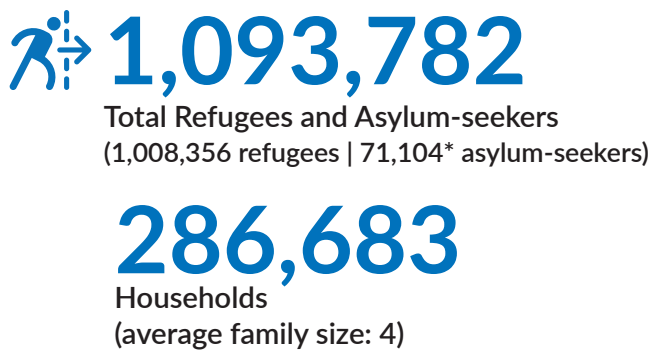 1,093,782
Total Refugees and Asylum-seekers
(1,008,356 refugees | 71,104* asylum-seekers)
286,683
Households
(average family size: 4)